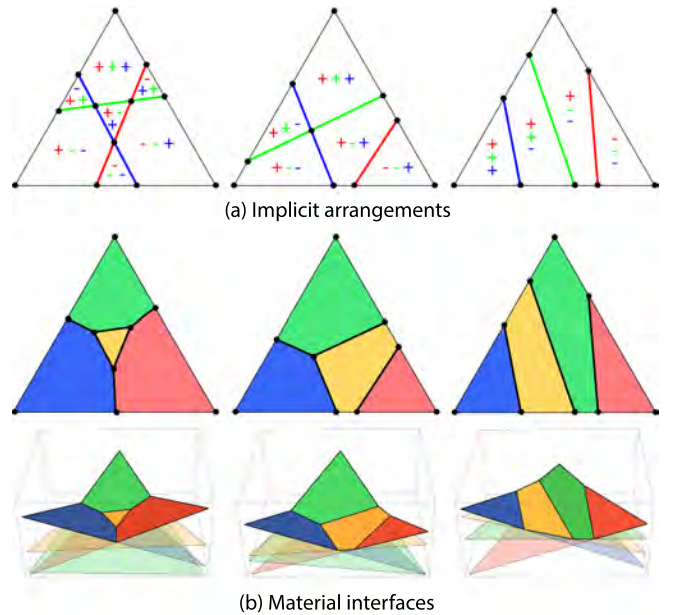 + + +
-
+ +
-
+ +
+ -
+
+ - -
- - +
-
- -
+ + +
+ + -
+ - +
+ - -
- - +
+
+
+
+
+
-
+
-
-
-
-
-
(a) Implicit arrangements
(b) Material interfaces